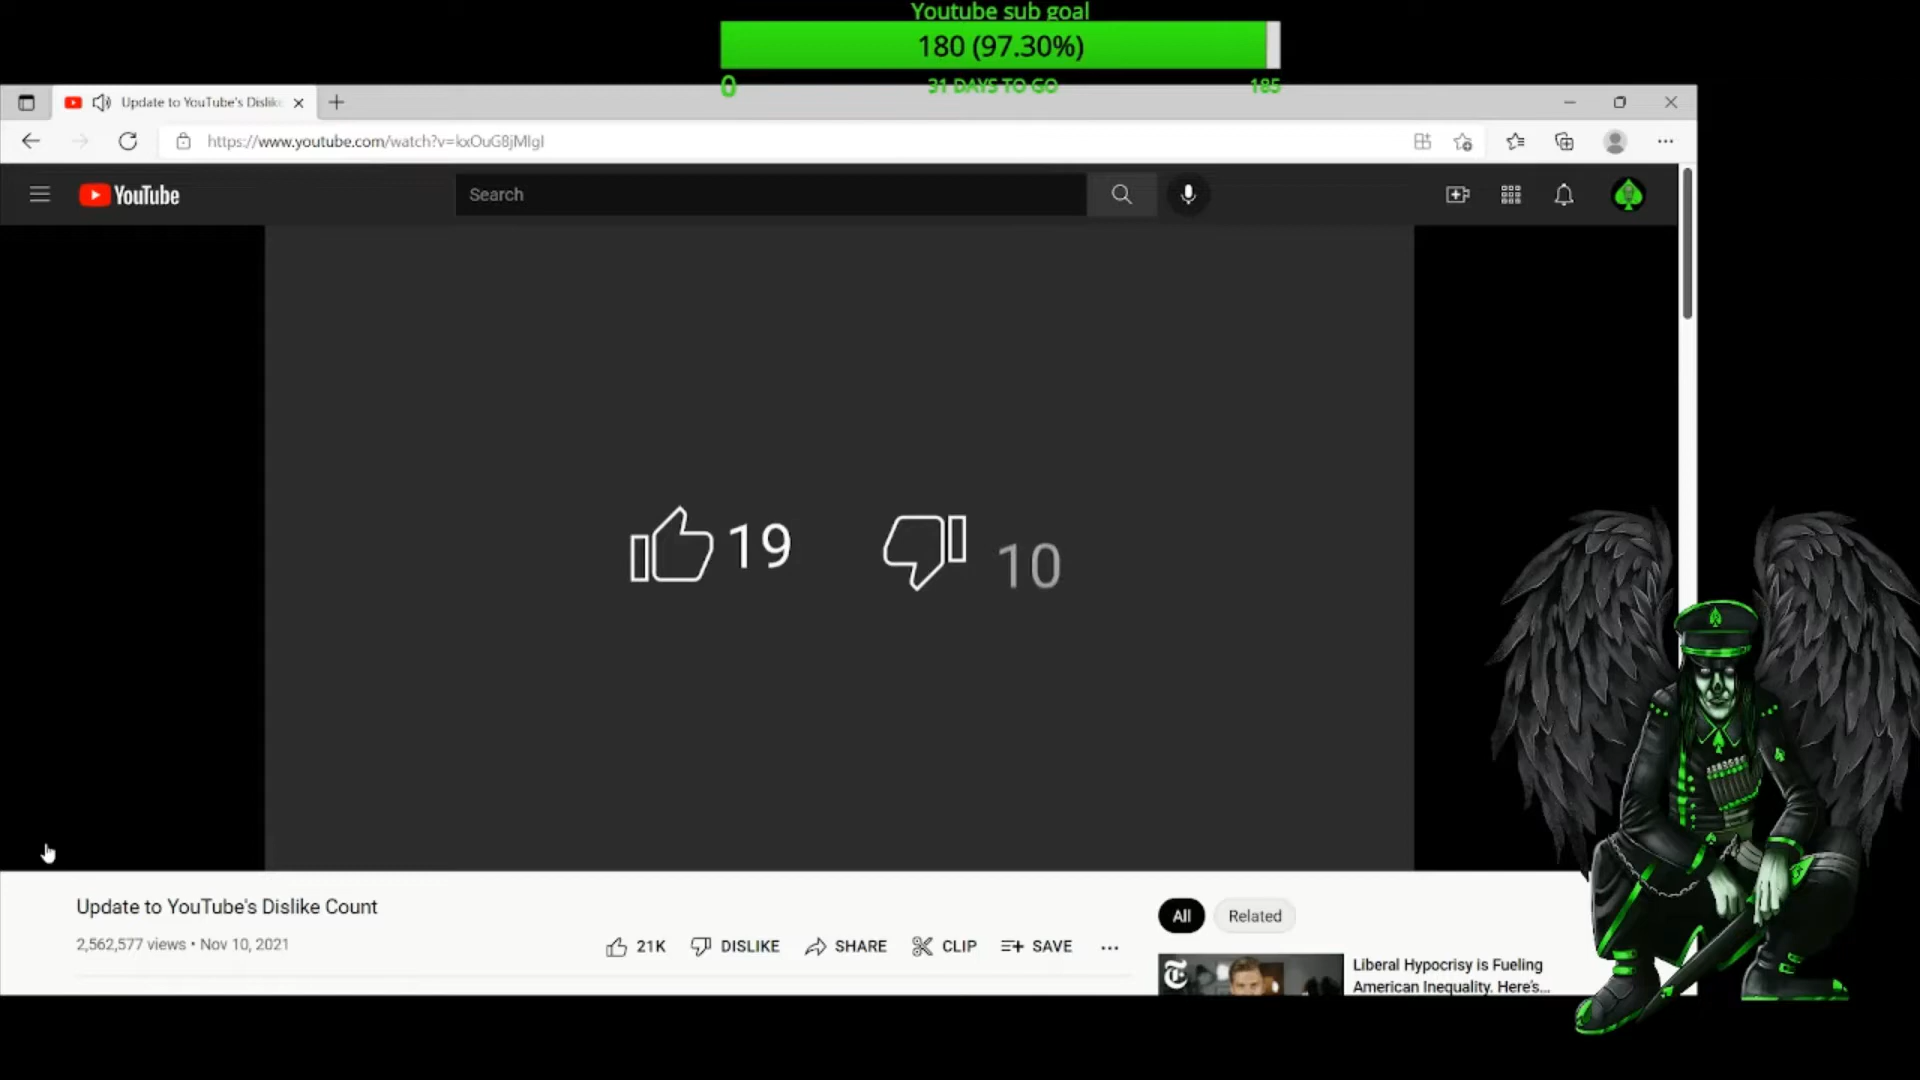 Youtube sub goal
180 (97.30%)
0
31 DAYS TO GO
185
Update to YouTube's Dislik
https://www.youtube.com/watch?v=kxOuG8jMIgI
YouTube
Search
19
10
Update to YouTube's Dislike Count
2,562,577 views • Nov 10, 2021
21K
DISLIKE
SHARE
CLIP
SAVE
All
Related
Liberal Hypocrisy is Fueling
American Inequality. Here's...